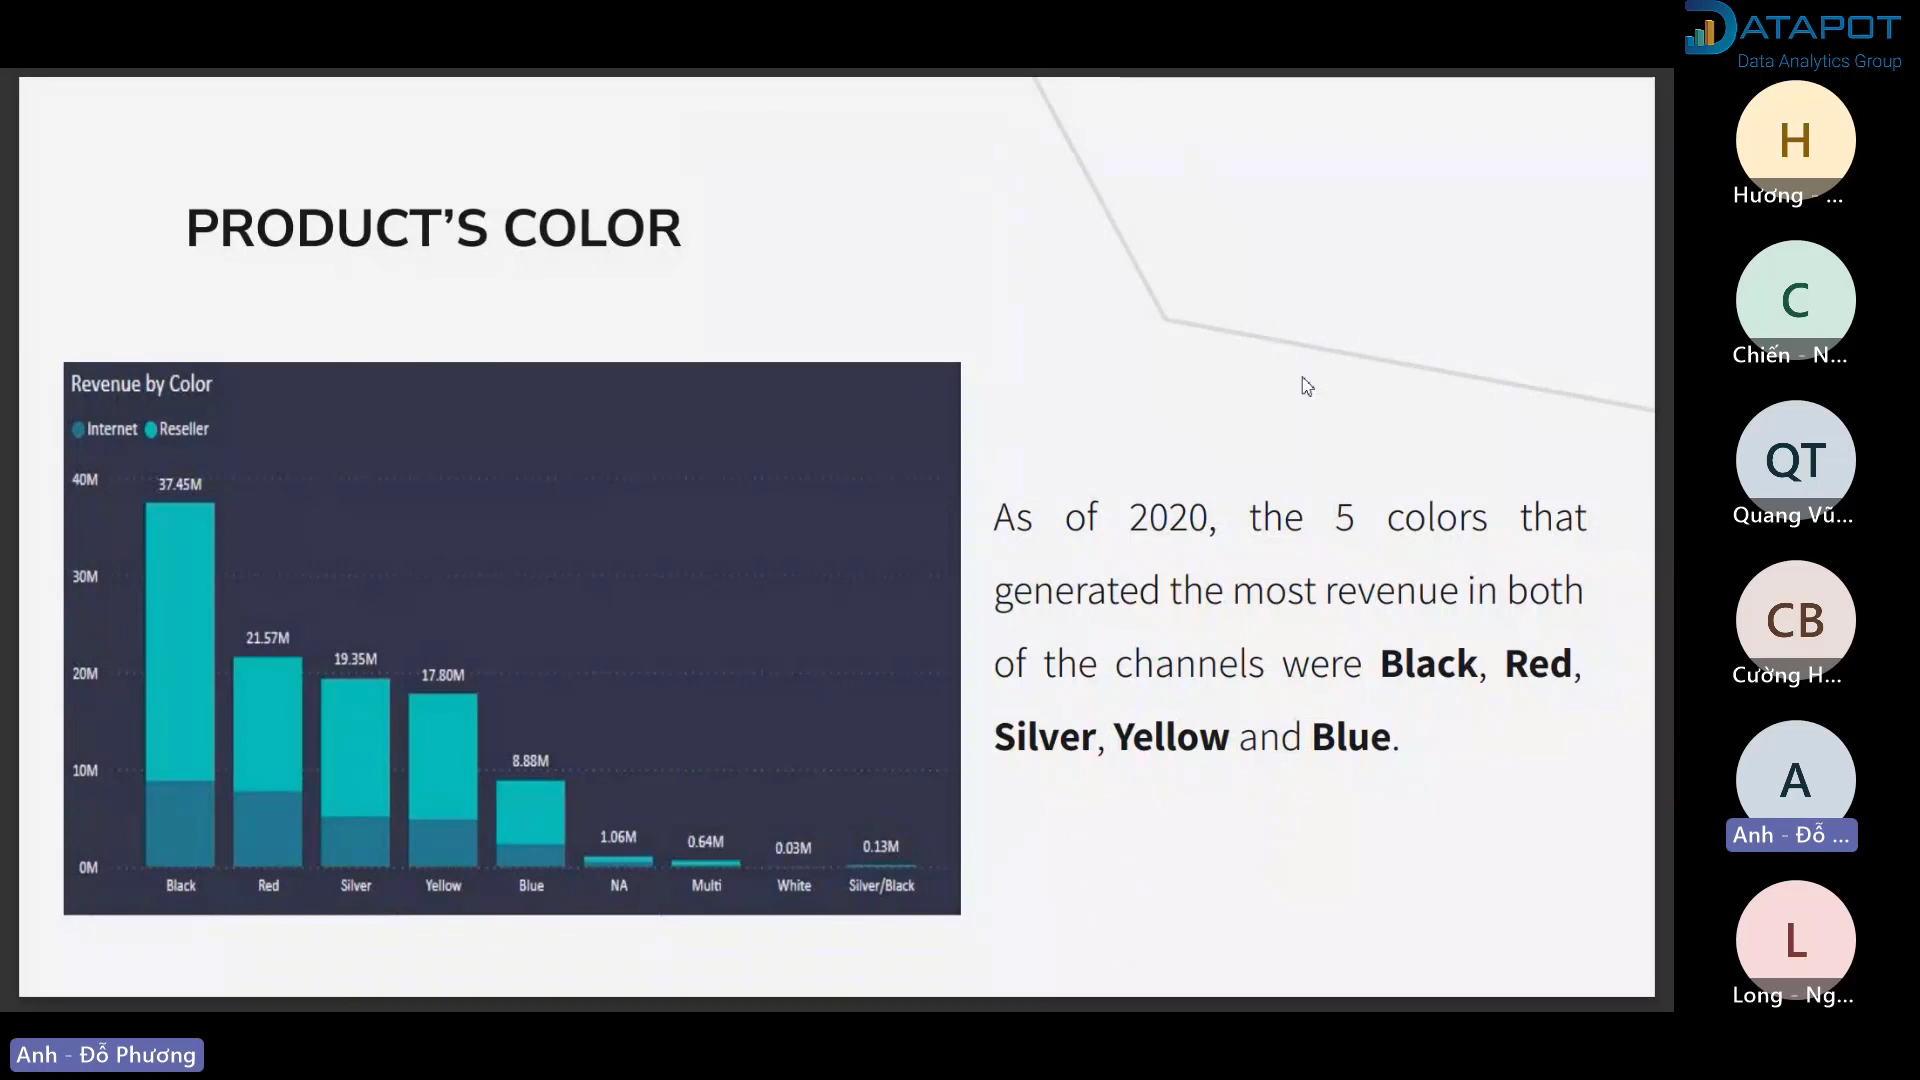 DATAPOT
Data Analytics Group
PRODUCT’S COLOR
Revenue by Color
Internet Reseller
40M
30M
20M
10M
0M
37.45M
21.57M
19.35M
17.80M
8.88M
1.06M
0.64M
0.03M
0.13M
Black
Red
Silver
Yellow
Blue
NA
Multi
White
Silver/Black
As of 2020, the 5 colors that
generated the most revenue in both
of the channels were Black, Red,
Silver, Yellow and Blue.
H
Hương - ...
C
Chiến - N...
QT
Quang Vũ...
CB
Cường H...
A
Anh - Đỗ ...
L
Long - Ng...
Anh - Đỗ Phương